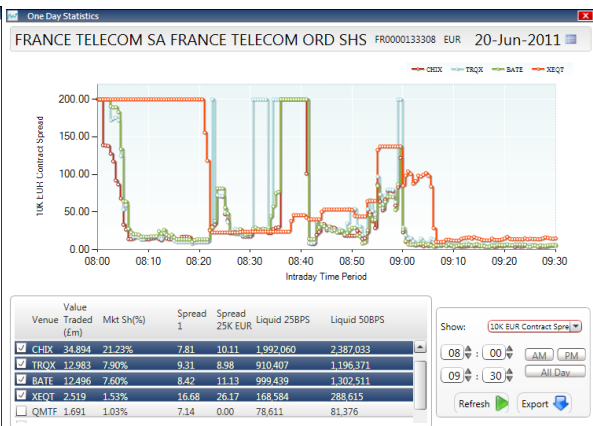 One Day Statistics
X
FRANCE TELECOM SA FRANCE TELECOM ORD SHS FR0000133308 EUR 20-Jun-2011
CHIX TRQX BATE XEQT
10K EUR Contract Spread
200.00
150.00
100.00
50.00
0.00
08:00 08:10 08:20 08:30 08:40 08:50 09:00 09:10 09:20 09:30
Intraday Time Period
Venue Value Traded (£m) Mkt Sh(%) Spread 1 Spread 25K EUR Liquid 25BPS Liquid 50BPS
CHIX 34.894 21.23% 7.81 10.11 1,992,060 2,387,033
TRQX 12.983 7.90% 9.31 8.98 910,407 1,196,371
BATE 12.496 7.60% 8.42 11.13 999,439 1,302,511
XEQT 2.519 1.53% 16.68 26.17 168,584 288,615
QMTF 1.691 1.03% 7.14 0.00 78,611 81,376
Show: 10K EUR Contract Spre
08 : 00 AM PM
09 : 30 All Day
Refresh Export